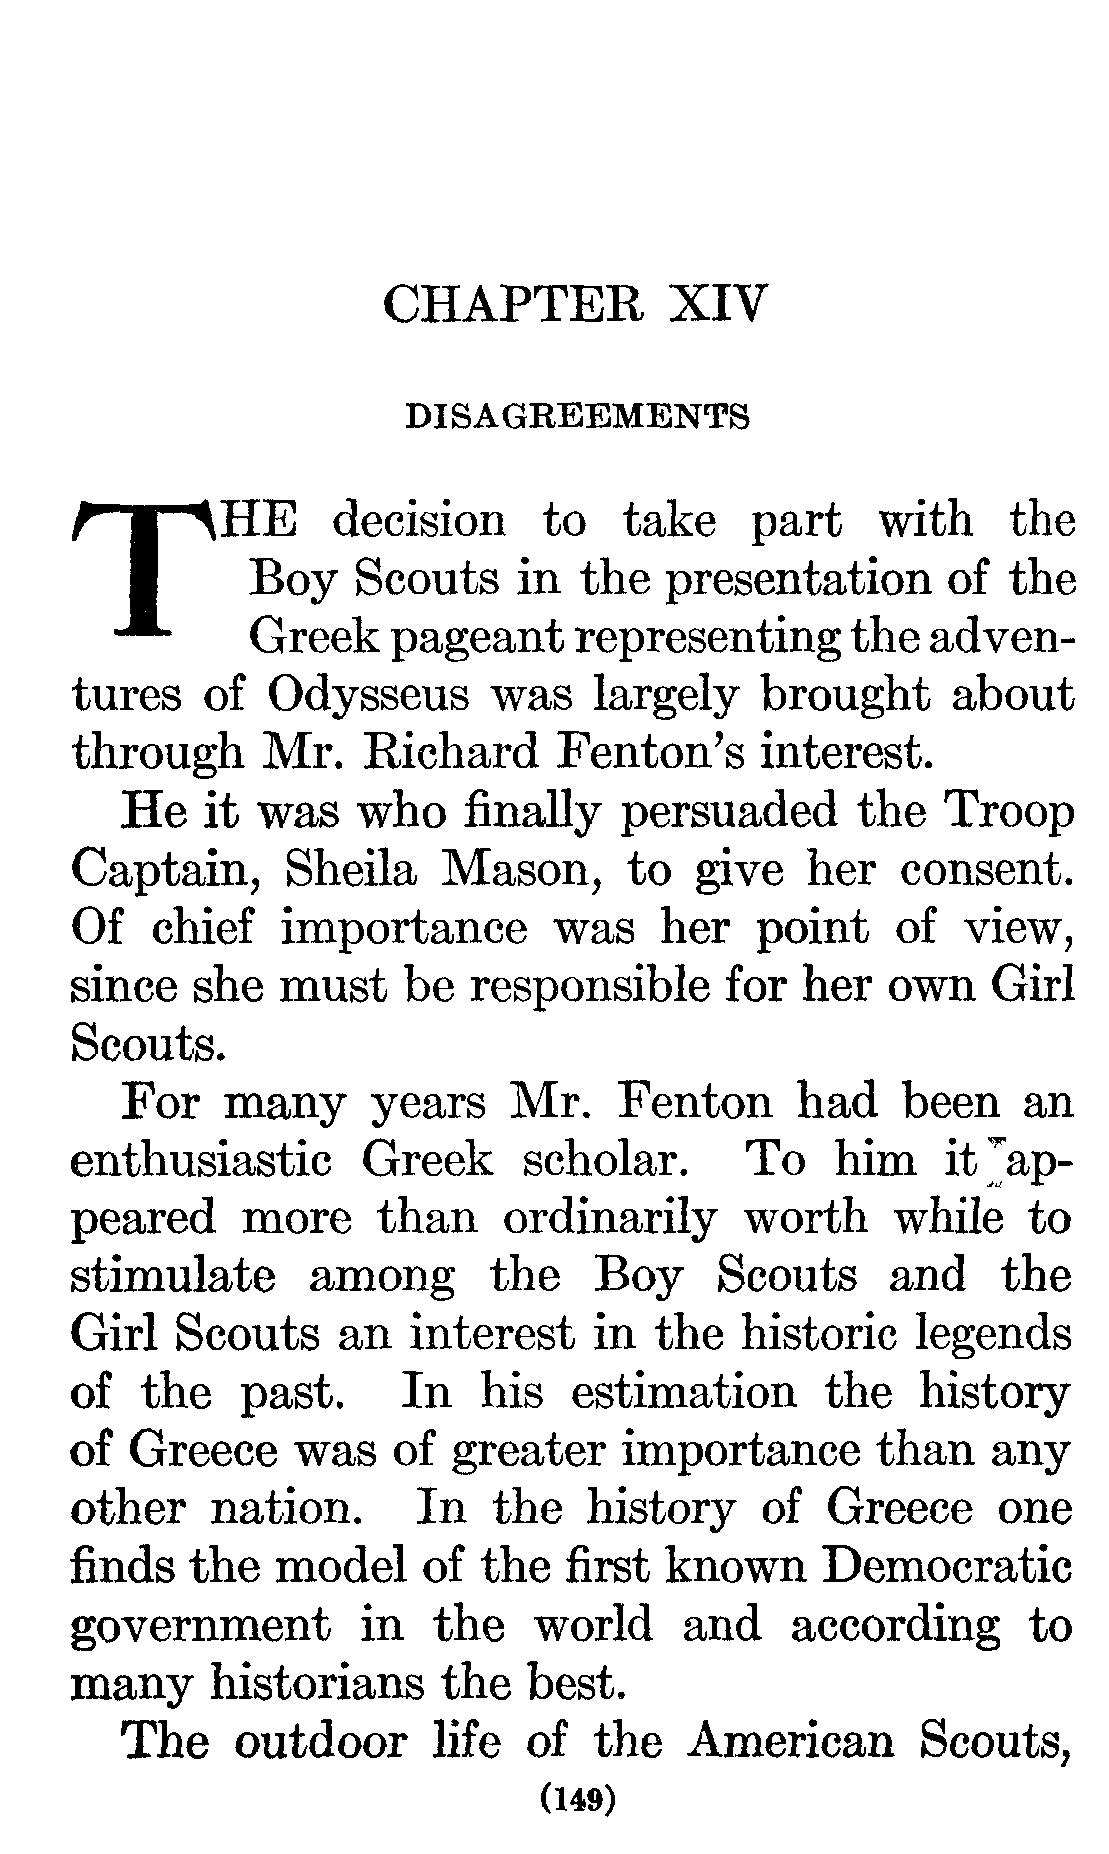 CHAPTER XIV
DISAGREEMENTS
THE decision to take part with the
Boy Scouts in the presentation of the
Greek pageant representing the adven-
tures of Odysseus was largely brought about
through Mr. Richard Fenton's interest.
He it was who finally persuaded the Troop
Captain, Sheila Mason, to give her consent.
Of chief importance was her point of view,
since she must be responsible for her own Girl
Scouts.
For many years Mr. Fenton had been an
enthusiastic Greek scholar. To him it ap-
peared more than ordinarily worth while to
stimulate among the Boy Scouts and the
Girl Scouts an interest in the historic legends
of the past. In his estimation the history
of Greece was of greater importance than any
other nation. In the history of Greece one
finds the model of the first known Democratic
government in the world and according to
many historians the best.
The outdoor life of the American Scouts,
(149)